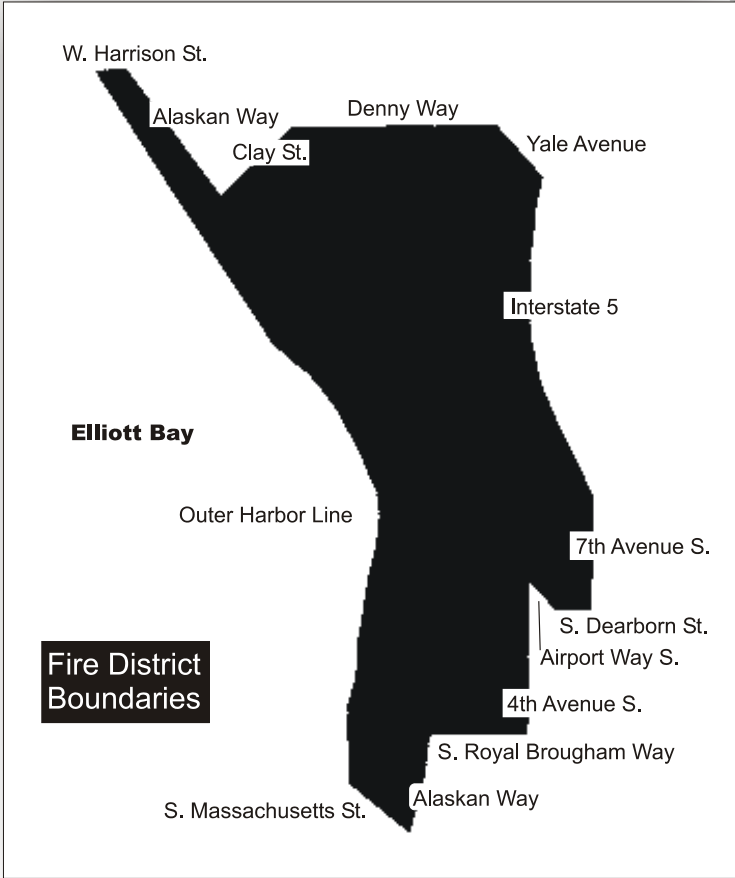 W. Harrison St.
Denny Way
Alaskan Way
Yale Avenue
Clay St.
Interstate 5
Elliott Bay
Outer Harbor Line
7th Avenue S.
S. Dearborn St.
Airport Way S.
Fire District
Boundaries
4th Avenue S.
S. Royal Brougham Way
Alaskan Way
S. Massachusetts St.